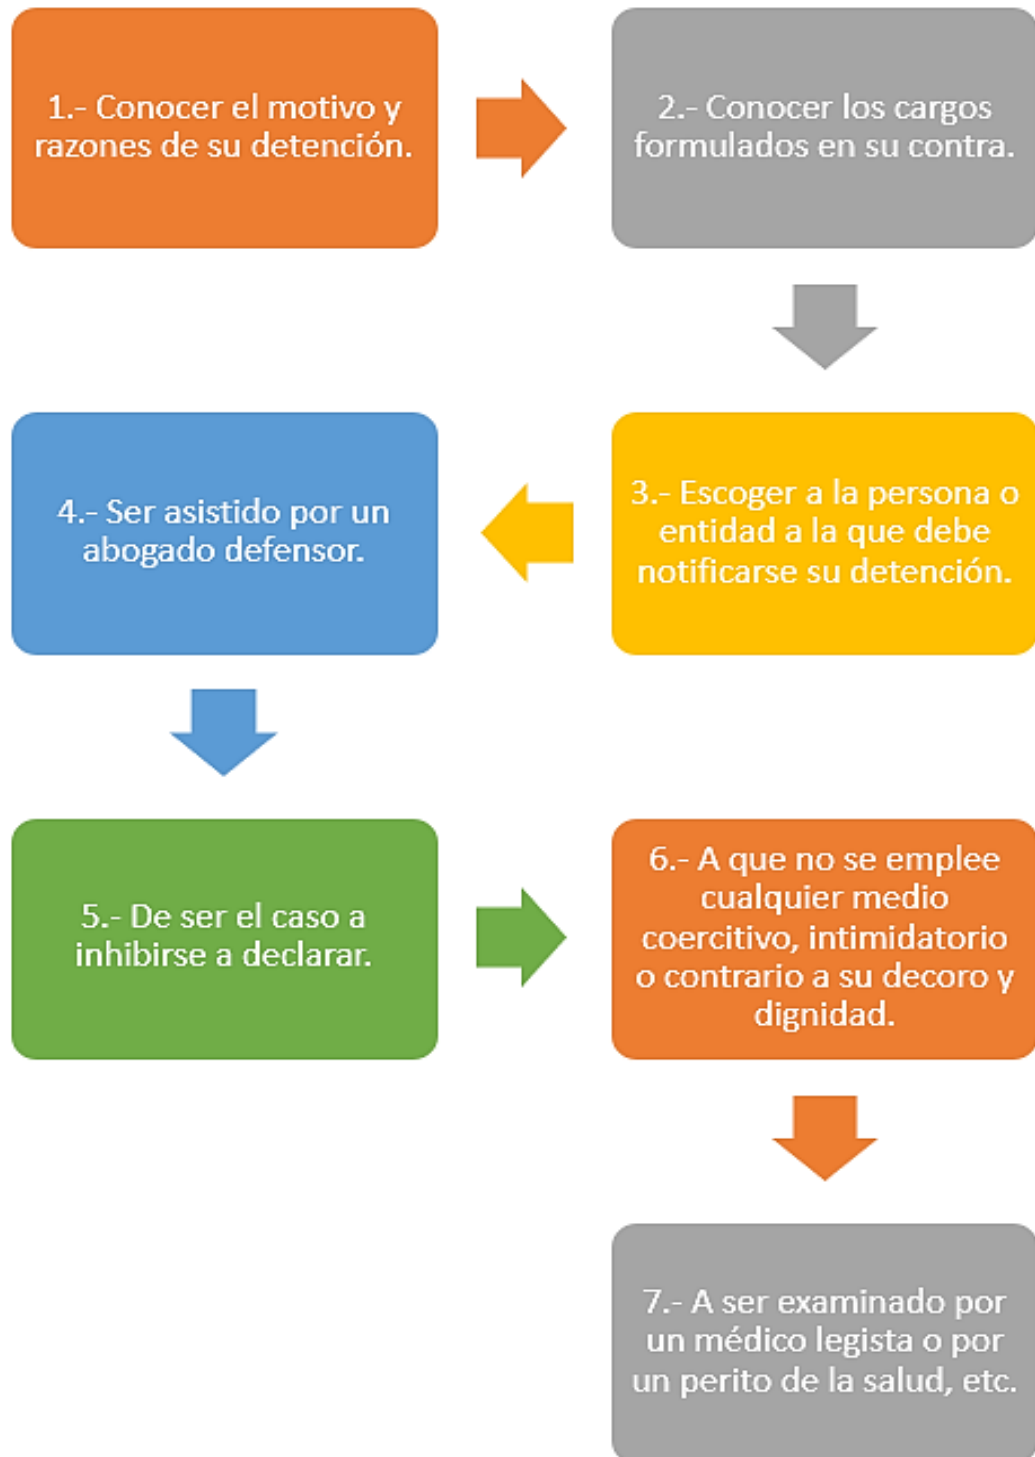 1.- Conocer el motivo y
razones de su detención.
2.- Conocer los cargos
formulados en su contra.
3.- Escoger a la persona o
entidad a la que debe
notificarse su detención.
4.- Ser asistido por un
abogado defensor.
5.- De ser el caso a
inhibirse a declarar.
6.- A que no se emplee
cualquier medio
coercitivo, intimidatorio
o contrario a su decoro y
dignidad.
7.- A ser examinado por
un médico legista o por
un perito de la salud, etc.